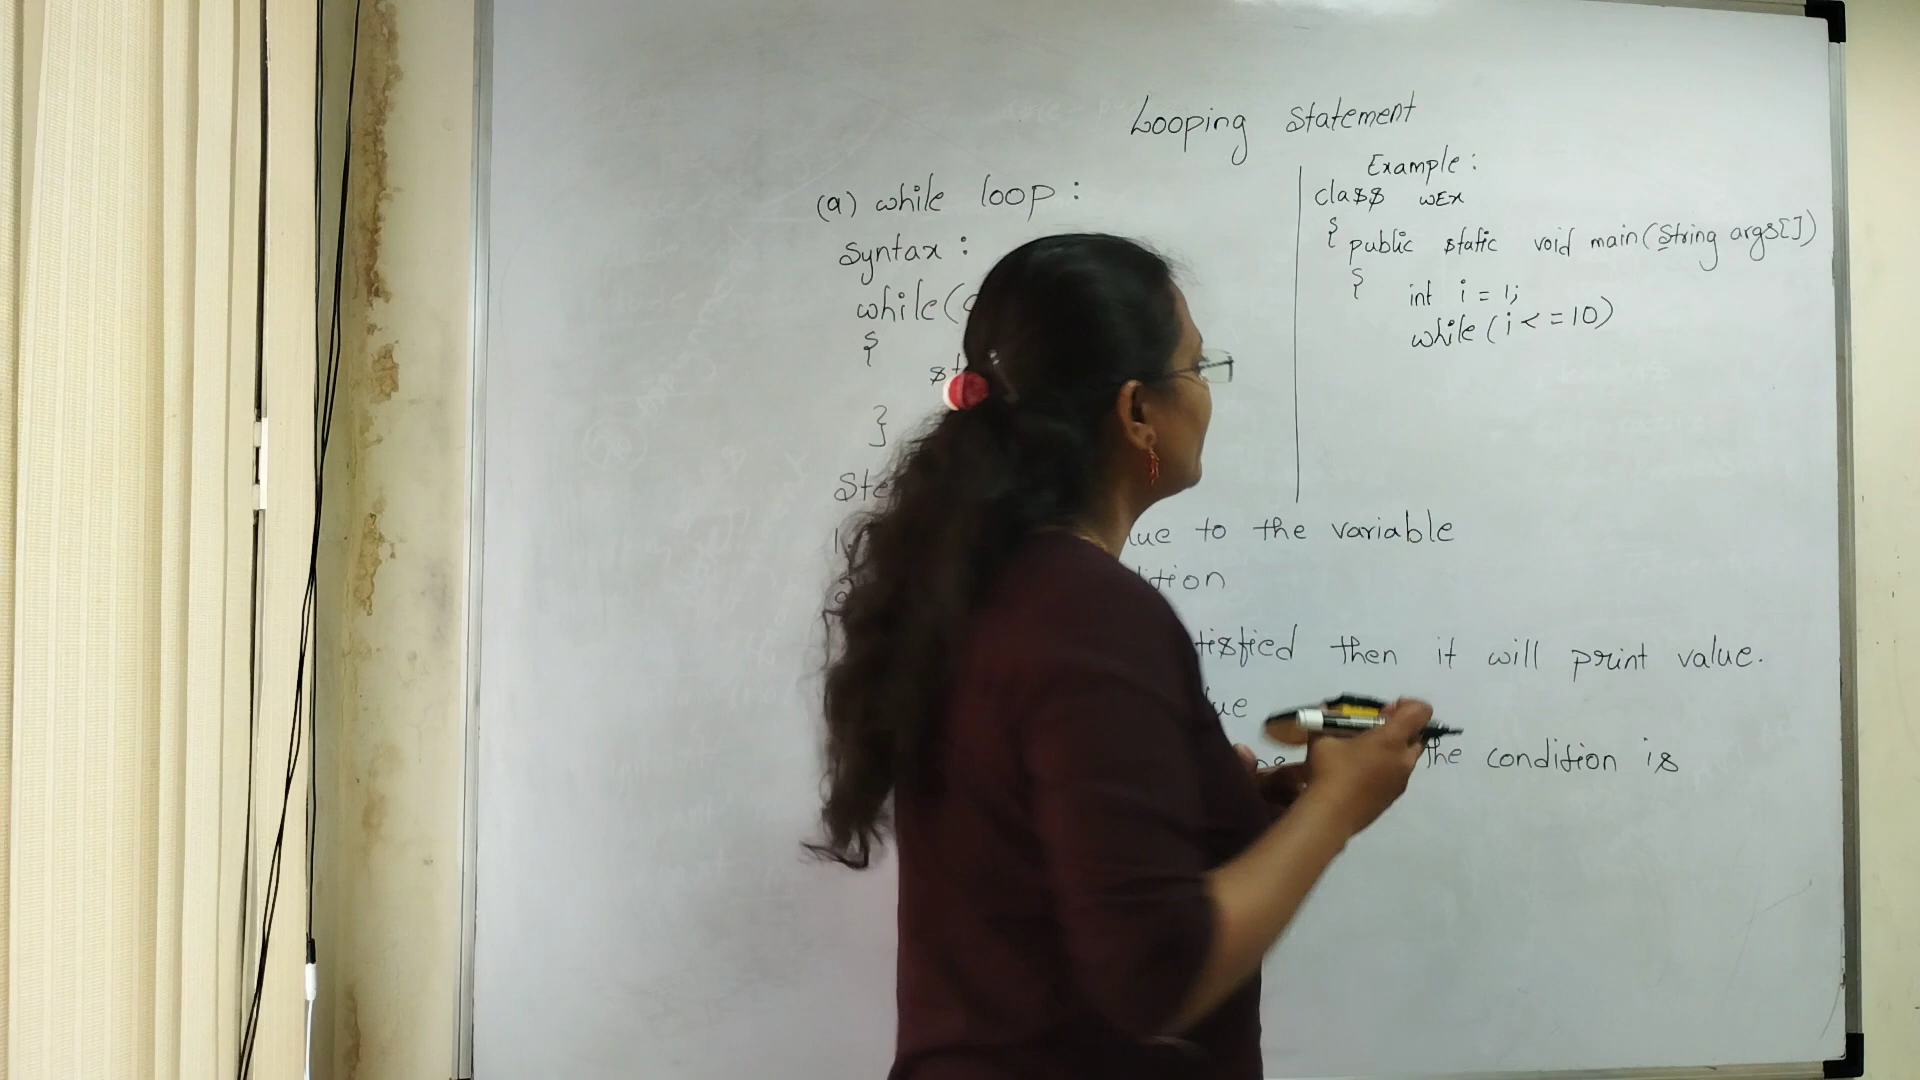 Looping Statement
(a) while loop :
Syntax :
while(
{
st
}
Ste
1. lue to the variable
ition
tisfied then it will print value.
ue
the condition is
Example :
class WEx
{ public static void main(String args[])
{
int i = 1;
while (i <= 10)